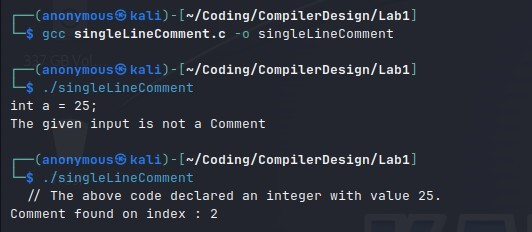 ┌──(anonymous㉿kali)-[~/Coding/CompilerDesign/Lab1]
└─$ gcc singleLineComment.c -o singleLineComment
┌──(anonymous㉿kali)-[~/Coding/CompilerDesign/Lab1]
└─$ ./singleLineComment
int a = 25;
The given input is not a Comment
┌──(anonymous㉿kali)-[~/Coding/CompilerDesign/Lab1]
└─$ ./singleLineComment
  // The above code declared an integer with value 25.
Comment found on index : 2